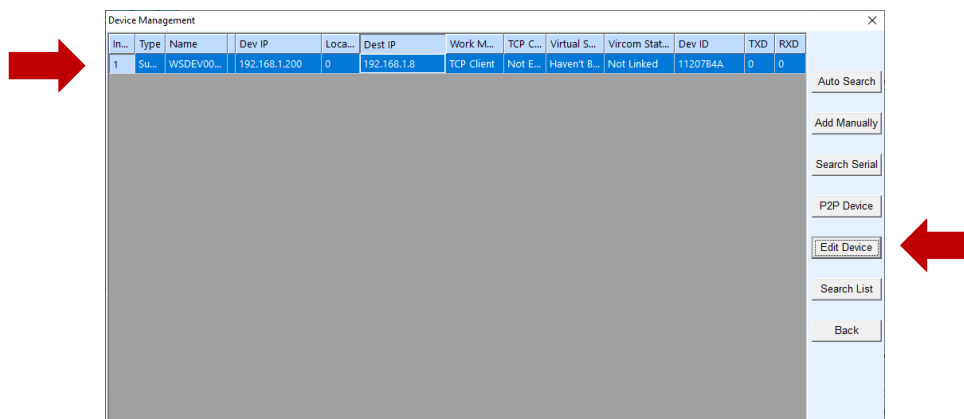 Device Management
In... Type Name Dev IP Loca... Dest IP Work M... TCP C... Virtual S... Vircom Stat... Dev ID TXD RXD
1 Su... WSDEV00... 192.168.1.200 0 192.168.1.8 TCP Client Not E... Haven't B... Not Linked 11207B4A 0 0
Auto Search
Add Manually
Search Serial
P2P Device
Edit Device
Search List
Back